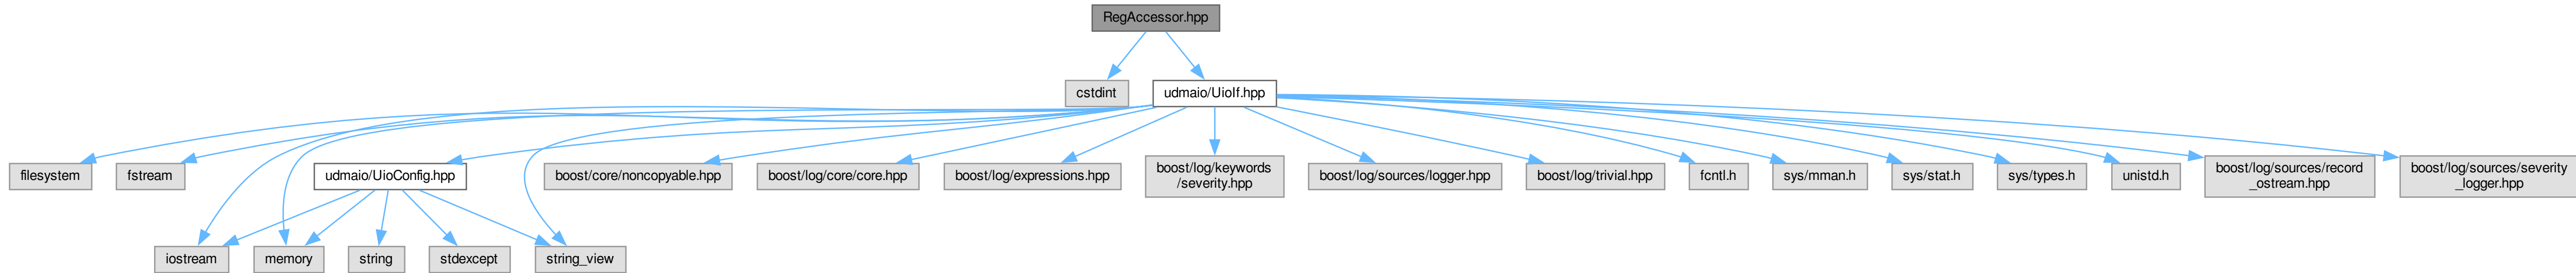 RegAccessor.hpp
cstdint
udmaio/UioIf.hpp
filesystem
fstream
udmaio/UioConfig.hpp
boost/core/noncopyable.hpp
boost/log/core/core.hpp
boost/log/expressions.hpp
boost/log/keywords
/severity.hpp
boost/log/sources/logger.hpp
boost/log/trivial.hpp
fcntl.h
sys/mman.h
sys/stat.h
sys/types.h
unistd.h
boost/log/sources/record
_ostream.hpp
boost/log/sources/severity
_logger.hpp
iostream
memory
string
stdexcept
string_view